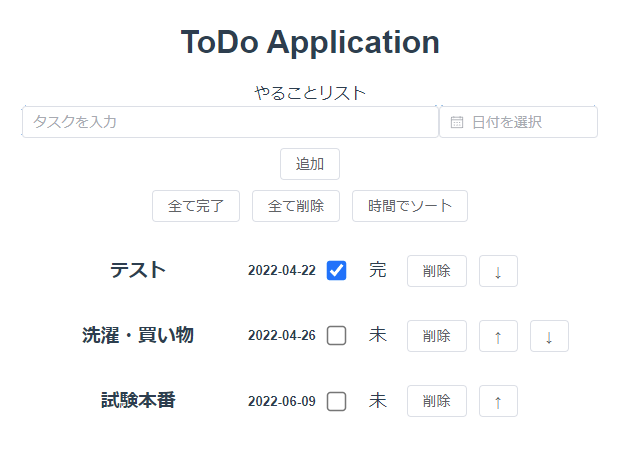 ToDo Application
やることリスト
タスクを入力 日付を選択
追加
全て完了 全て削除 時間でソート
テスト 2022-04-22 完 削除 ↓
洗濯・買い物 2022-04-26 未 削除 ↑ ↓
試験本番 2022-06-09 未 削除 ↑